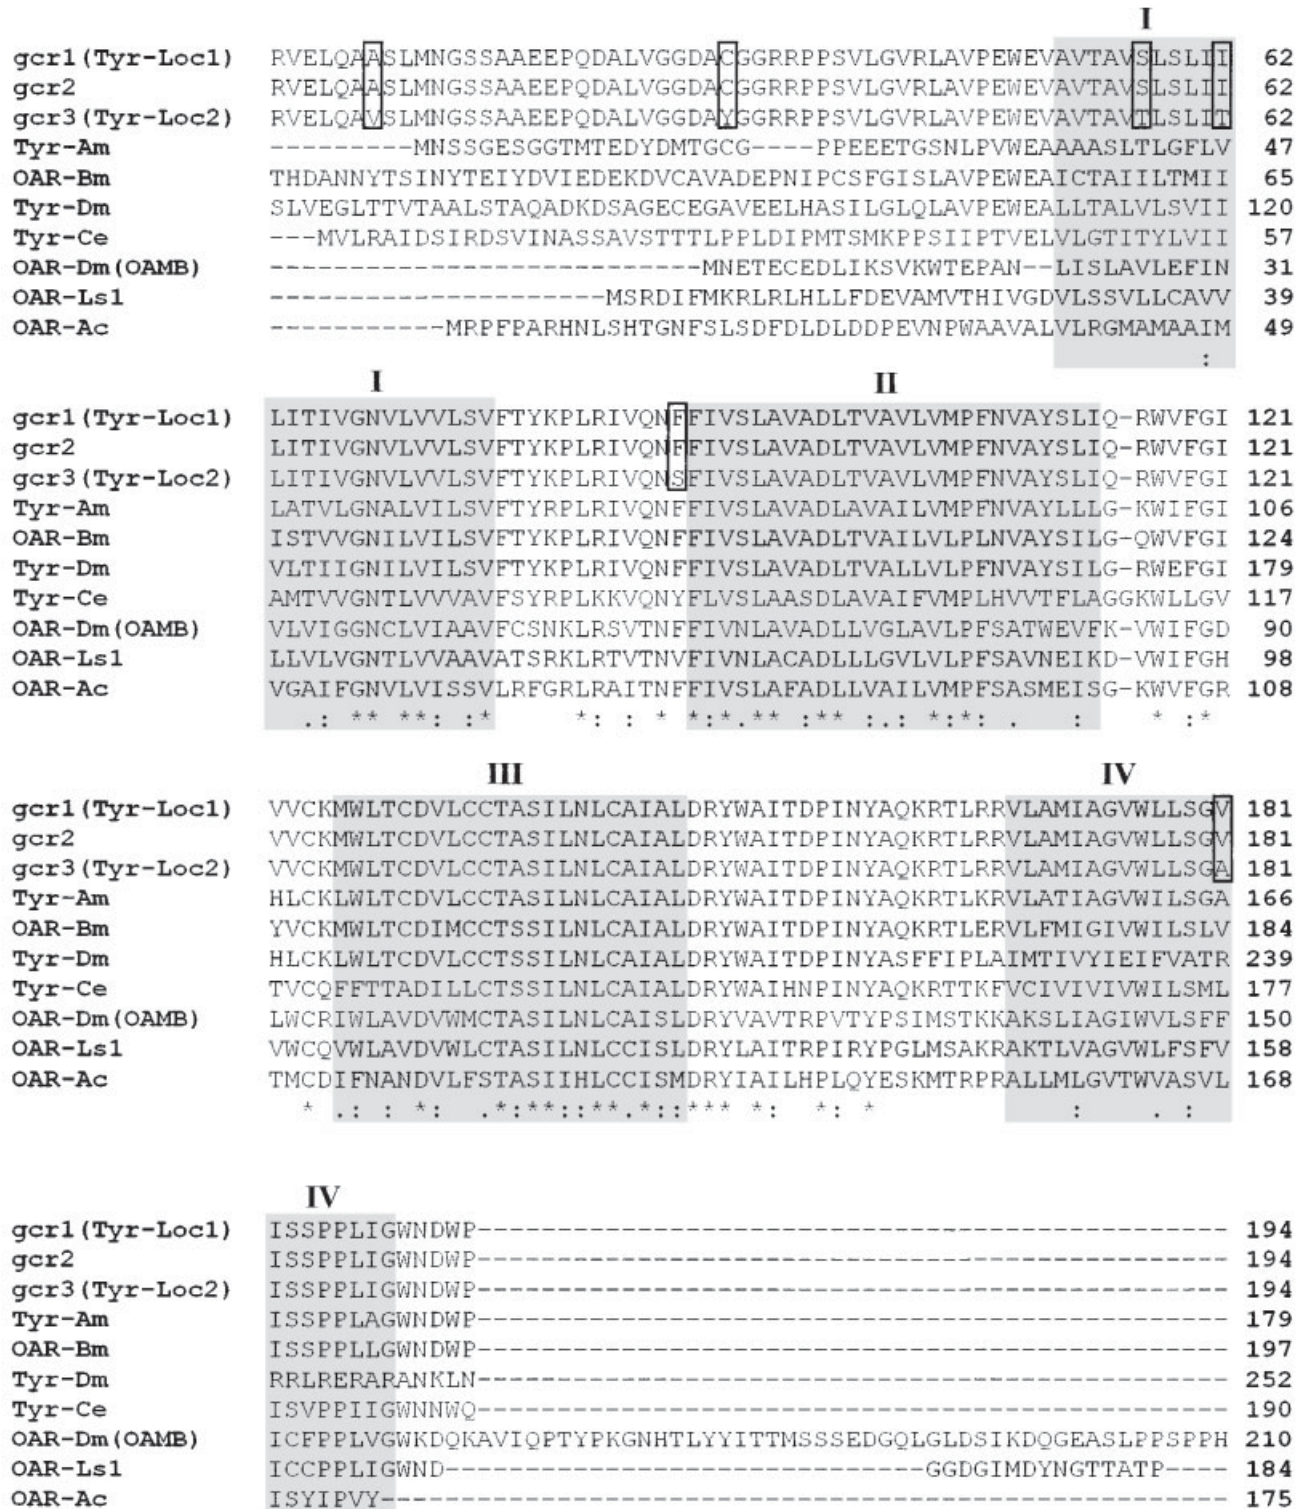 I
gcr1(Tyr-Loc1) RVELQAASLMNGSSAAEEPQDALVGGDACGGRRPPSVLGVRLAVPEWEVAVTAVSLSLII 62
gcr2 RVELQAASLMNGSSAAEEPQDALVGGDACGGRRPPSVLGVRLAVPEWEVAVTAVSLSLII 62
gcr3(Tyr-Loc2) RVELQAVSLMNGSSAAEEPQDALVGGDAYGGRRPPSVLGVRLAVPEWEVAVTAVTLSLIT 62
Tyr-Am ---------MNSSGESGGTMTEDYDMTGCG----PPEEETGSNLPVWEAAAASLTLGFLV 47
OAR-Bm THDANNYTSINYTEIYDVIEDEKDVCAVADEPNIPCSFGISLAVPEWEAICTAIILTMII 65
Tyr-Dm SLVEGLTTVTAALSTAQADKDSAGECEGAVEELHASILGLQLAVPEWEALLTALVLSVII 120
Tyr-Ce ---MVLRAIDSIRDSVINASSAVSTTTLPPLDIPMTSMKPPSIIPTVELVLGTITYLVII 57
OAR-Dm(OAMB) ---------------------------MNETECEDLIKSVKWTEPAN--LISLAVLEFIN 31
OAR-Ls1 ---------------------MSRDIFMKRLRLHLLFDEVAMVTHIVGDVLSSVLLCAVV 39
OAR-Ac -----------MRPFPARHNLSHTGNFSLSDFDLDLDDPEVNPWAAVALVLRGMAMAAIM 49
:
I II
gcr1(Tyr-Loc1) LITIVGNVLVVLSVFTYKPLRIVQNFFIVSLAVADLTVAVLVMPFNVAYSLIQ-RWVFGI 121
gcr2 LITIVGNVLVVLSVFTYKPLRIVQNFFIVSLAVADLTVAVLVMPFNVAYSLIQ-RWVFGI 121
gcr3(Tyr-Loc2) LITIVGNVLVVLSVFTYKPLRIVQNSFIVSLAVADLTVAVLVMPFNVAYSLIQ-RWVFGI 121
Tyr-Am LATVLGNALVILSVFTYRPLRIVQNFFIVSLAVADLAVAILVMPFNVAYLLLG-KWIFGI 106
OAR-Bm ISTVVGNILVILSVFTYKPLRIVQNFFIVSLAVADLTVAILVLPLNVAYSILG-QWVFGI 124
Tyr-Dm VLTIIGNILVILSVFTYKPLRIVQNFFIVSLAVADLTVALLVLPFNVAYSILG-RWEFGI 179
Tyr-Ce AMTVVGNTLVVVAVFSYRPLKKVQNYFLVSLAASDLAVAIFVMPLHVVTFLAGGKWLLGV 117
OAR-Dm(OAMB) VLVIGGNCLVIAAVFCSNKLRSVTNFFIVNLAVADLLVGLAVLPFSATWEVFK-VWIFGD 90
OAR-Ls1 LLVLVGNTLVVAAVATSRKLRTVTNVFIVNLACADLLLGVLVLPFSAVNEIKD-VWIFGH 98
OAR-Ac VGAIFGNVLVISSVLRFGRLRAITNFFIVSLAFADLLVAILVMPFSASMEISG-KWVFGR 108
.: ** **: :* *: : * *:*.** :** :.: *:*: . : * :*
III IV
gcr1(Tyr-Loc1) VVCKMWLTCDVLCCTASILNLCAIALDRYWAITDPINYAQKRTLRRVLAMIAGVWLLSGV 181
gcr2 VVCKMWLTCDVLCCTASILNLCAIALDRYWAITDPINYAQKRTLRRVLAMIAGVWLLSGV 181
gcr3(Tyr-Loc2) VVCKMWLTCDVLCCTASILNLCAIALDRYWAITDPINYAQKRTLRRVLAMIAGVWLLSGA 181
Tyr-Am HLCKLWLTCDVLCCTASILNLCAIALDRYWAITDPINYAQKRTLKRVLATIAGVWILSGA 166
OAR-Bm YVCKMWLTCDIMCCTSSILNLCAIALDRYWAITDPINYAQKRTLERVLFMIGIVWILSLV 184
Tyr-Dm HLCKLWLTCDVLCCTSSILNLCAIALDRYWAITDPINYASFFIPLAIMTIVYIEIFVATR 239
Tyr-Ce TVCQFFTTADILLCTSSILNLCAIALDRYWAIHNPINYAQKRTTKFVCIVIVIVWILSML 177
OAR-Dm(OAMB) LWCRIWLAVDVWMCTASILNLCAISLDRYVAVTRPVTYPSIMSTKKAKSLIAGIWVLSFF 150
OAR-Ls1 VWCQVWLAVDVWLCTASILNLCCISLDRYLAITRPIRYPGLMSAKRAKTLVAGVWLFSFV 158
OAR-Ac TMCDIFNANDVLFSTASIIHLCCISMDRYIAILHPLQYESKMTRPRALLMLGVTWVASVL 168
* .: : *: .*:**::**.*::*** *: *: * : . :
IV
gcr1(Tyr-Loc1) ISSPPLIGWNDWP----------------------------------------------- 194
gcr2 ISSPPLIGWNDWP----------------------------------------------- 194
gcr3(Tyr-Loc2) ISSPPLIGWNDWP----------------------------------------------- 194
Tyr-Am ISSPPLAGWNDWP----------------------------------------------- 179
OAR-Bm ISSPPLLGWNDWP----------------------------------------------- 197
Tyr-Dm RRLRERARANKLN----------------------------------------------- 252
Tyr-Ce ISVPPIIGWNNWQ----------------------------------------------- 190
OAR-Dm(OAMB) ICFPPLVGWKDQKAVIQPTYPKGNHTLYYITTMSSSEDGQLGLDSIKDQGEASLPPSPPH 210
OAR-Ls1 ICCPPLIGWND------------------------------GGDGIMDYNGTTATP---- 184
OAR-Ac ISYIPVY----------------------------------------------------- 175